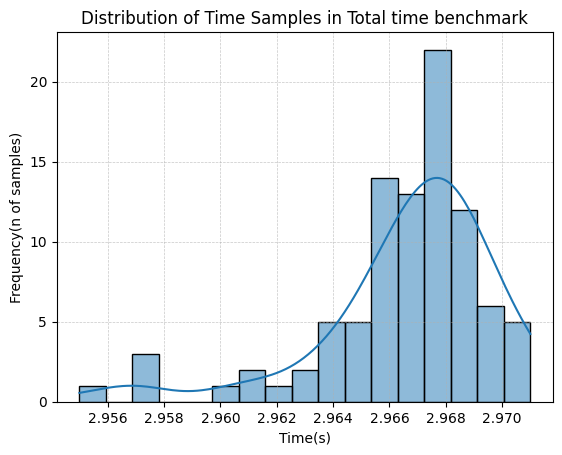 Distribution of Time Samples in Total time benchmark
Frequency(n of samples)
20
15
10
5
0
2.956 2.958 2.960 2.962 2.964 2.966 2.968 2.970
Time(s)